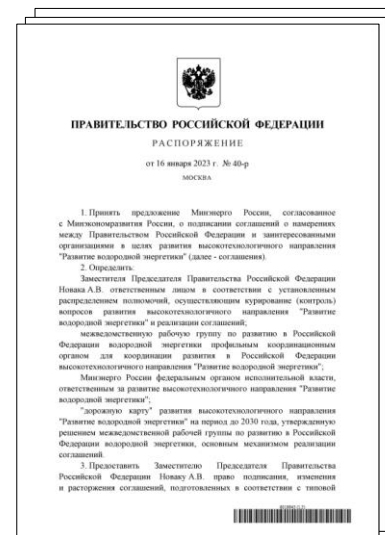 ПРАВИТЕЛЬСТВО РОССИЙСКОЙ ФЕДЕРАЦИИ
РАСПОРЯЖЕНИЕ
от 16 января 2023 г. № 40-р
МОСКВА
1. Принять предложение Минэнерго России, согласованное
с Минэкономразвития России, о подписании соглашений о намерениях
между Правительством Российской Федерации и заинтересованными
организациями в целях развития высокотехнологичного направления
"Развитие водородной энергетики" (далее - соглашения).
2. Определить:
Заместителя Председателя Правительства Российской Федерации
Новака А.В. ответственным лицом в соответствии с установленным
распределением полномочий, осуществляющим курирование (контроль)
вопросов развития высокотехнологичного направления "Развитие
водородной энергетики" и реализации соглашений;
межведомственную рабочую группу по развитию в Российской
Федерации водородной энергетики профильным координационным
органом для координации развития в Российской Федерации
высокотехнологичного направления "Развитие водородной энергетики";
Минэнерго России федеральным органом исполнительной власти,
ответственным за развитие высокотехнологичного направления "Развитие
водородной энергетики";
"дорожную карту" развития высокотехнологичного направления
"Развитие водородной энергетики" на период до 2030 года, утвержденную
решением межведомственной рабочей группы по развитию в Российской
Федерации водородной энергетики, основным механизмом реализации
соглашений.
3. Предоставить Заместителю Председателя Правительства
Российской Федерации Новаку А.В. право подписания, изменения
и расторжения соглашений, подготовленных в соответствии с типовой